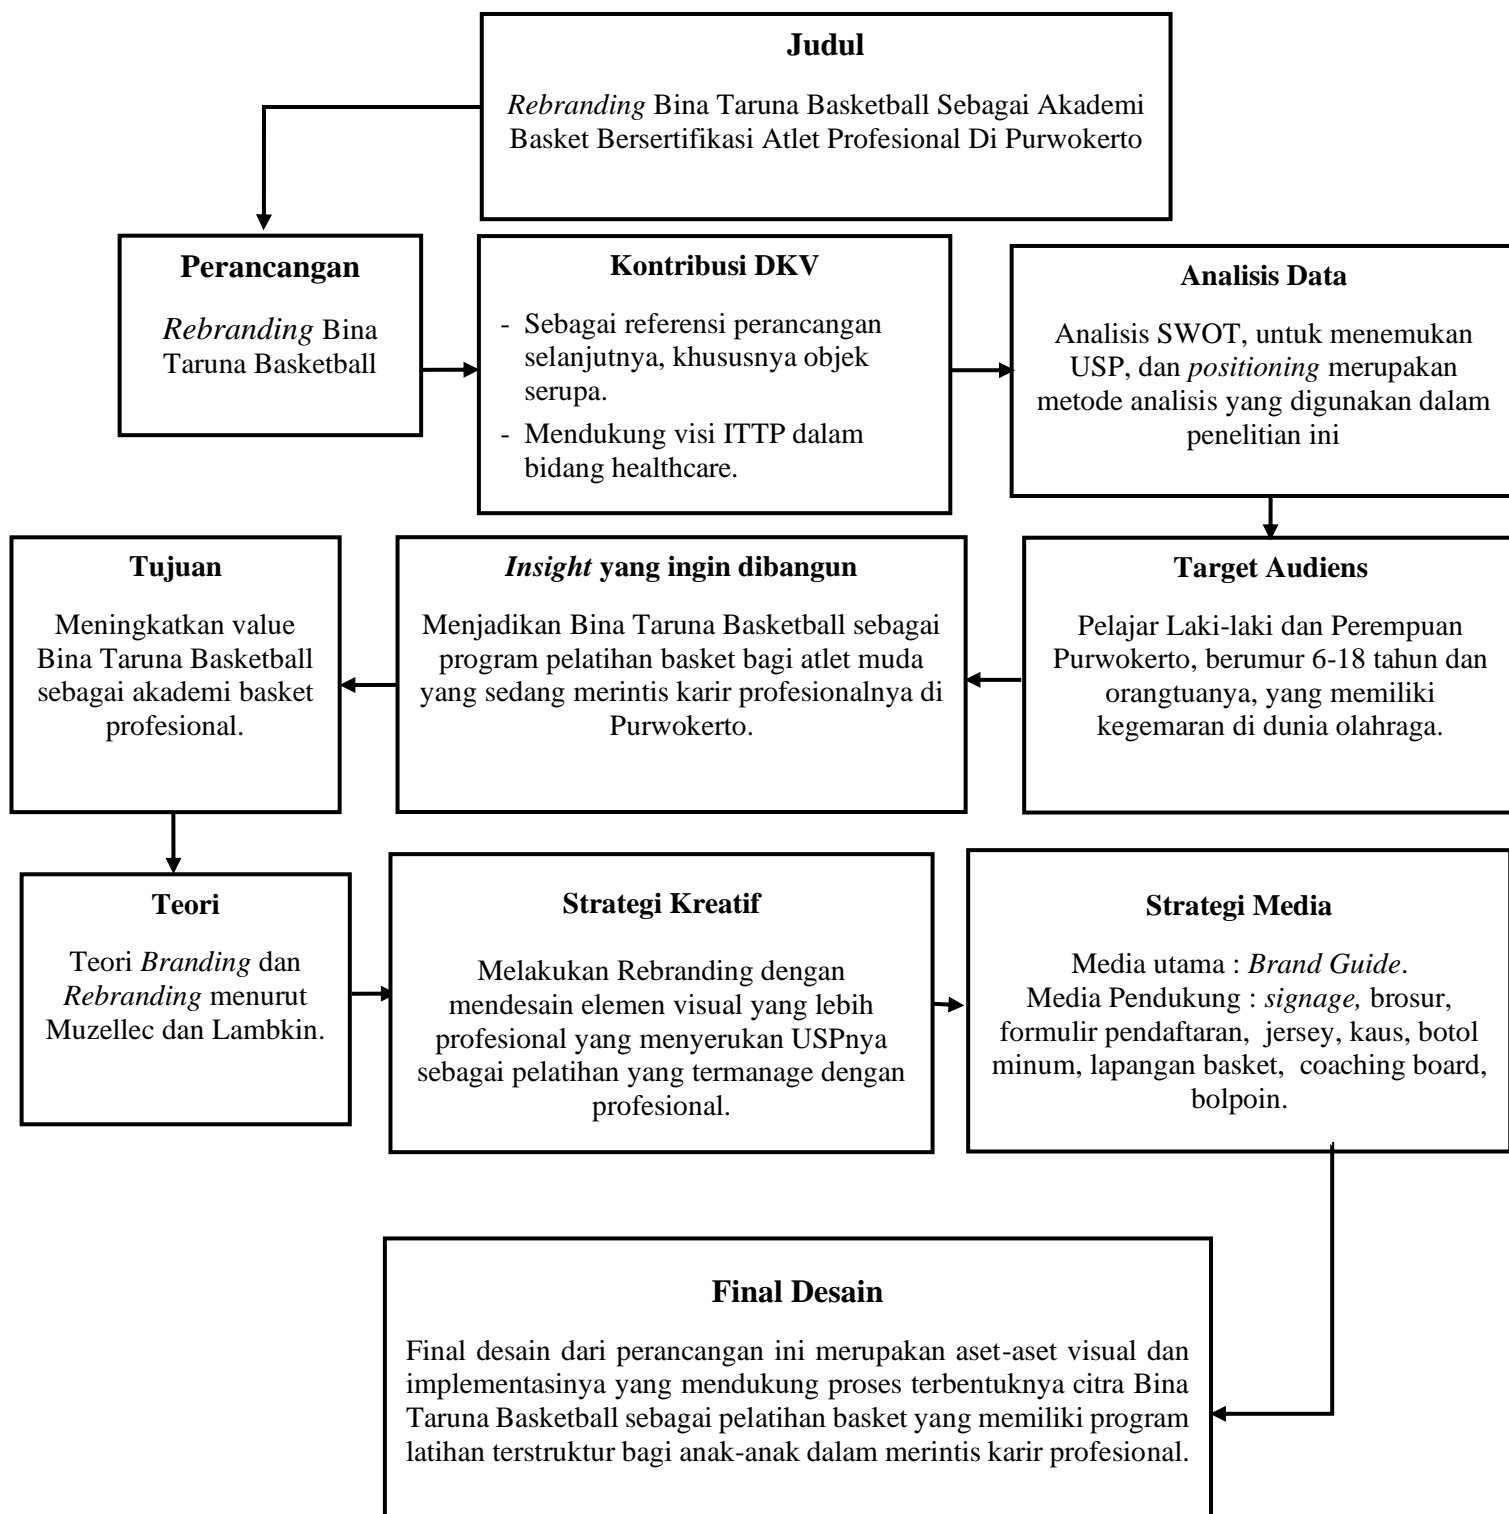 Judul
Rebranding Bina Taruna Basketball Sebagai Akademi
Basket Bersertifikasi Atlet Profesional Di Purwokerto
Perancangan
Rebranding Bina
Taruna Basketball
Kontribusi DKV
- Sebagai referensi perancangan
selanjutnya, khususnya objek
serupa.
- Mendukung visi ITTP dalam
bidang healthcare.
Analisis Data
Analisis SWOT, untuk menemukan
USP, dan positioning merupakan
metode analisis yang digunakan dalam
penelitian ini
Target Audiens
Pelajar Laki-laki dan Perempuan
Purwokerto, berumur 6-18 tahun dan
orangtuanya, yang memiliki
kegemaran di dunia olahraga.
Insight yang ingin dibangun
Menjadikan Bina Taruna Basketball sebagai
program pelatihan basket bagi atlet muda
yang sedang merintis karir profesionalnya di
Purwokerto.
Tujuan
Meningkatkan value
Bina Taruna Basketball
sebagai akademi basket
profesional.
Teori
Teori Branding dan
Rebranding menurut
Muzellec dan Lambkin.
Strategi Kreatif
Melakukan Rebranding dengan
mendesain elemen visual yang lebih
profesional yang menyerukan USPnya
sebagai pelatihan yang termanage dengan
profesional.
Strategi Media
Media utama : Brand Guide.
Media Pendukung : signage, brosur,
formulir pendaftaran, jersey, kaus, botol
minum, lapangan basket, coaching board,
bolpoin.
Final Desain
Final desain dari perancangan ini merupakan aset-aset visual dan
implementasinya yang mendukung proses terbentuknya citra Bina
Taruna Basketball sebagai pelatihan basket yang memiliki program
latihan terstruktur bagi anak-anak dalam merintis karir profesional.